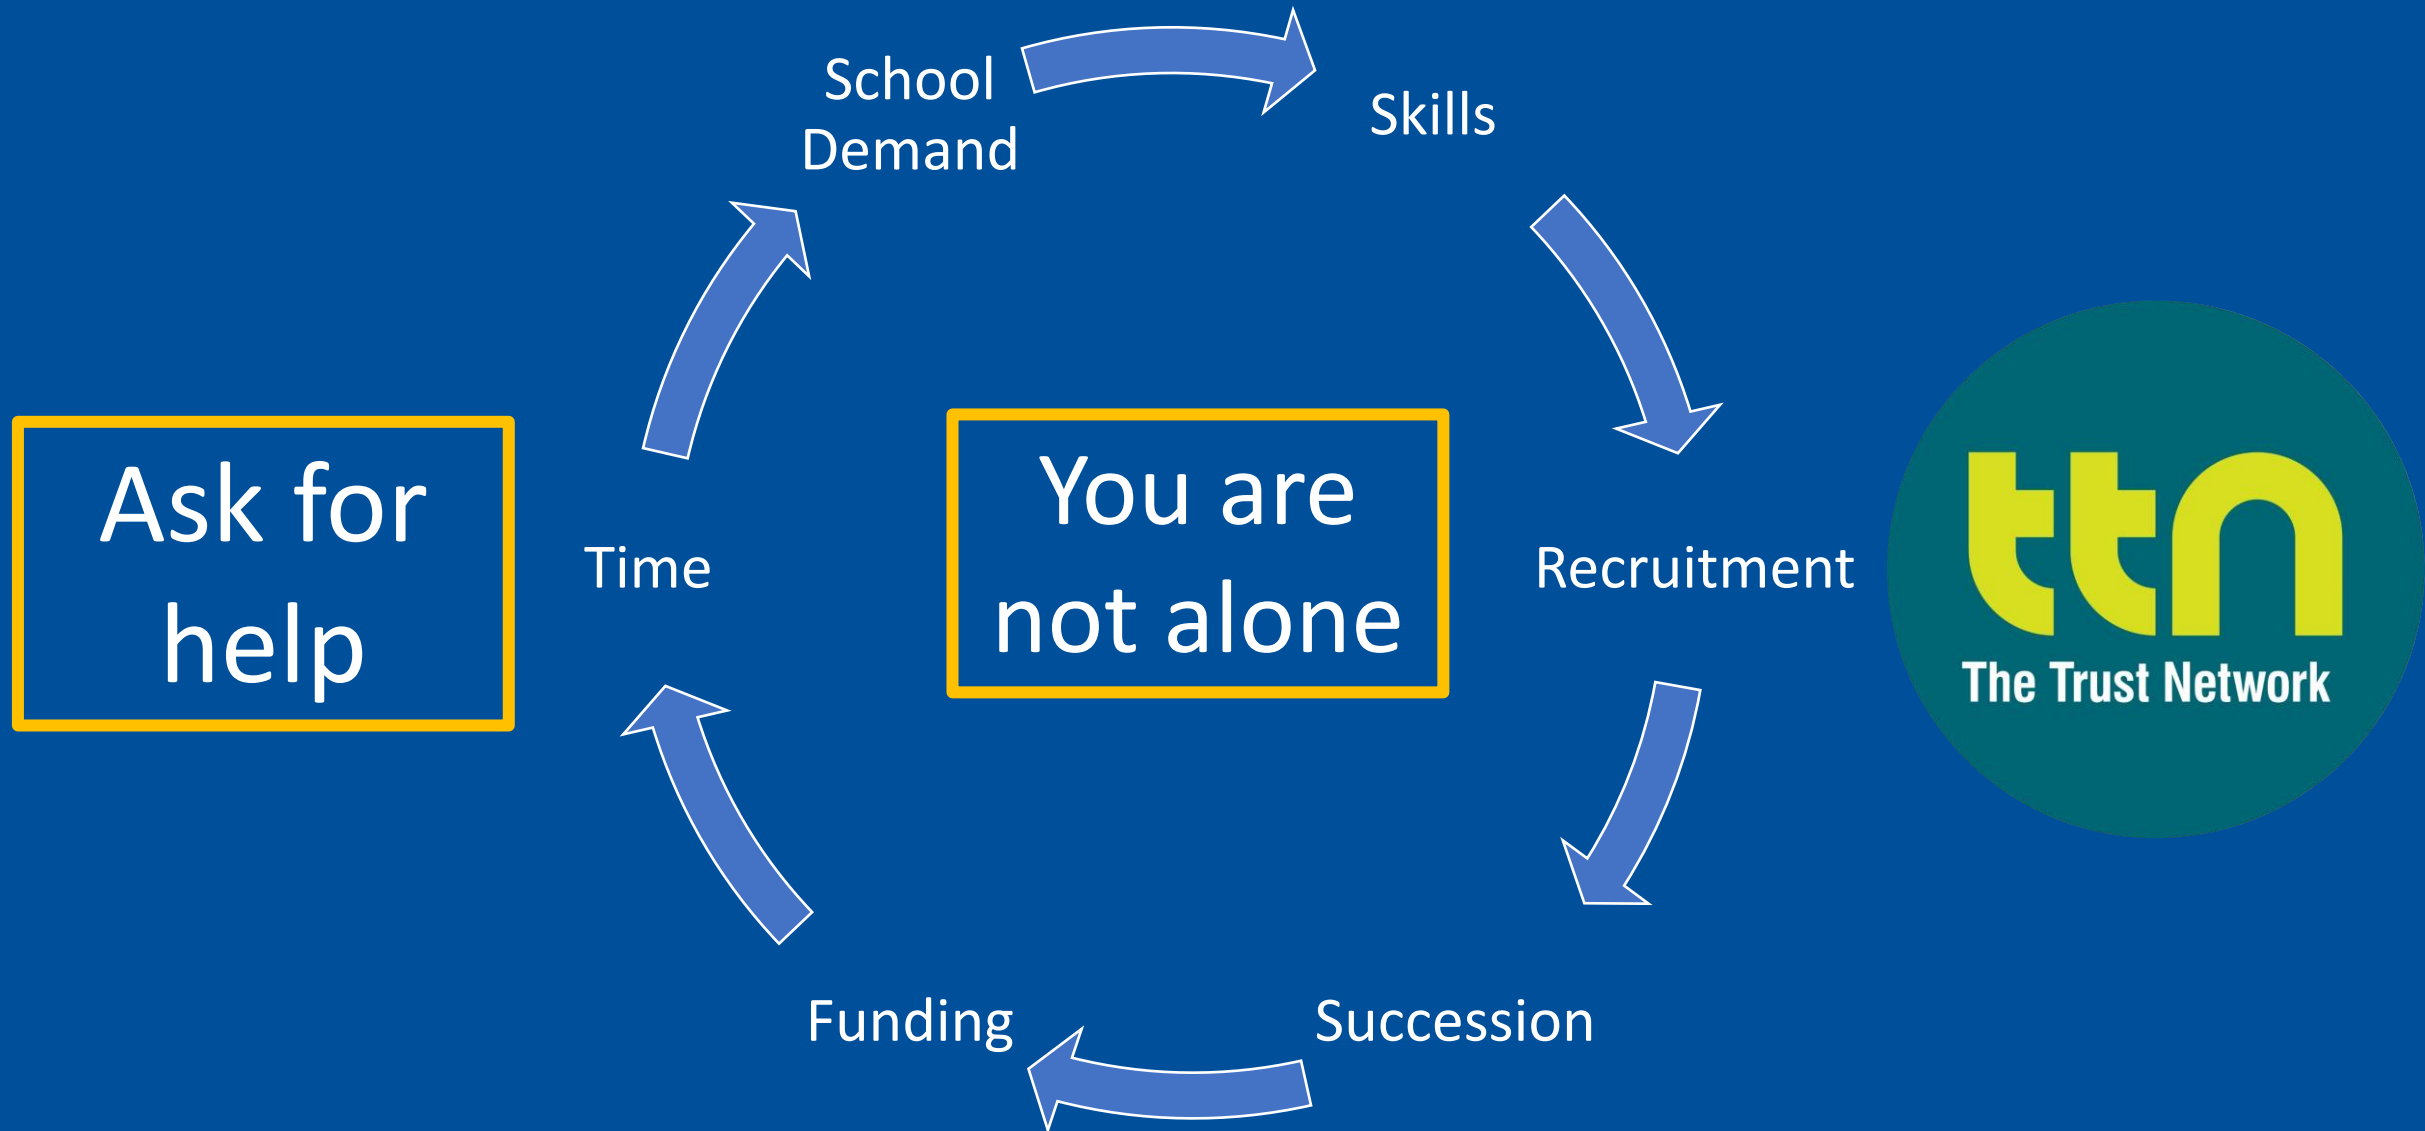 School
Demand
Skills
Recruitment
Succession
Funding
Time
Ask for
help
You are
not alone
ttn
The Trust Network